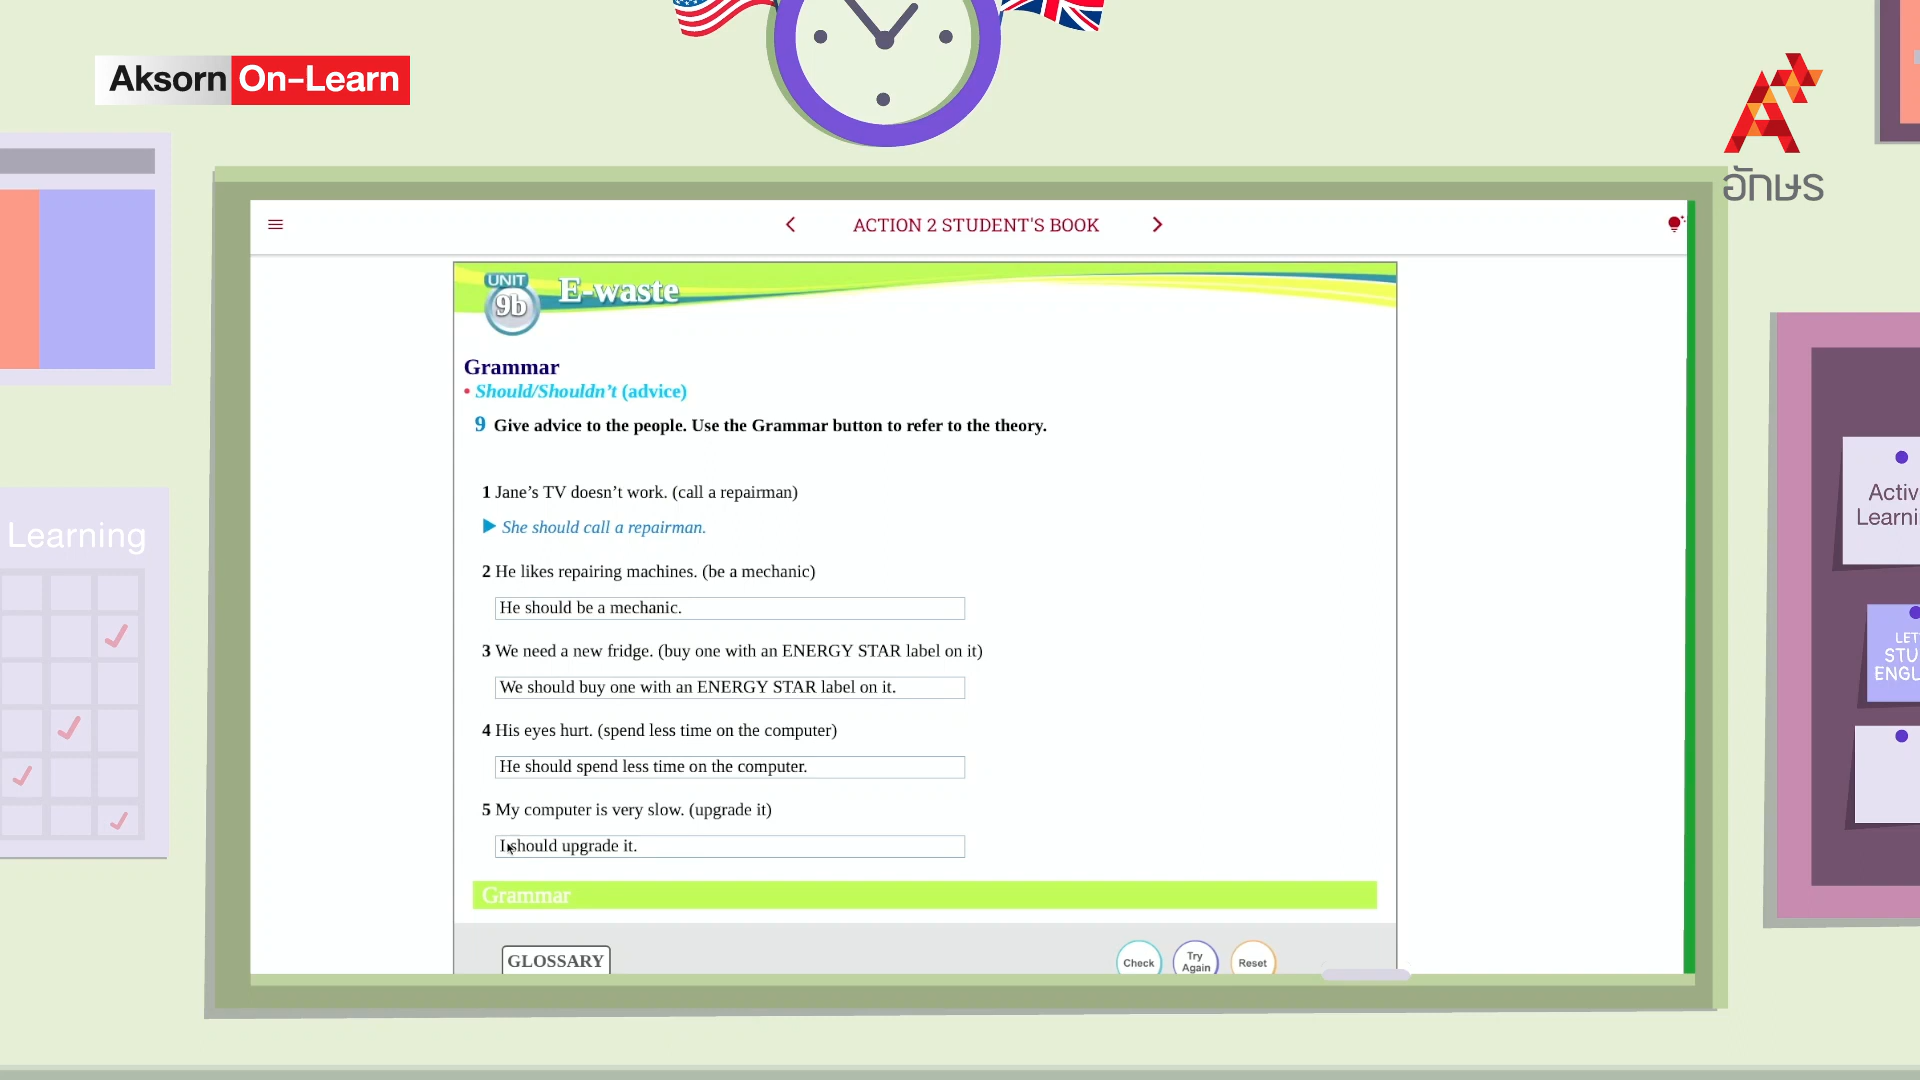 Aksorn On-Learn
อักษร
ACTION 2 STUDENT'S BOOK
UNIT
9b
E-waste
Grammar
• Should/Shouldn't (advice)
9 Give advice to the people. Use the Grammar button to refer to the theory.
1 Jane's TV doesn't work. (call a repairman)
She should call a repairman.
2 He likes repairing machines. (be a mechanic)
He should be a mechanic.
3 We need a new fridge. (buy one with an ENERGY STAR label on it)
We should buy one with an ENERGY STAR label on it.
4 His eyes hurt. (spend less time on the computer)
He should spend less time on the computer.
5 My computer is very slow. (upgrade it)
I should upgrade it.
Grammar
GLOSSARY
Check
Try
Again
Reset
Learning
Activ
Learni
LET
STU
ENGL